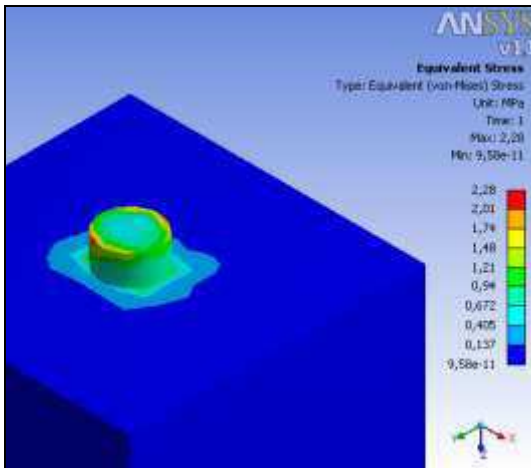 ANSYS
Equivalent Stress
Type: Equivalent (von-Mises) Stress
Unit: MPa
Time: 1
Max: 2,28
Min: 9,58e-11
2,28
2,01
1,74
1,48
1,21
0,94
0,672
0,405
0,137
9,58e-11
X
Y
Z